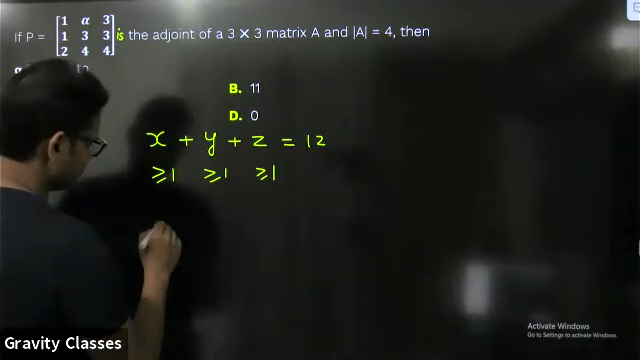 If P = [1 α 3
1 3 3
2 4 4] is the adjoint of a 3 × 3 matrix A and |A| = 4, then
α
B. 11
D. 0
x + y + z = 12
≥1 ≥1 ≥1
Activate Windows
Go to Settings to activate Windows.
Gravity Classes